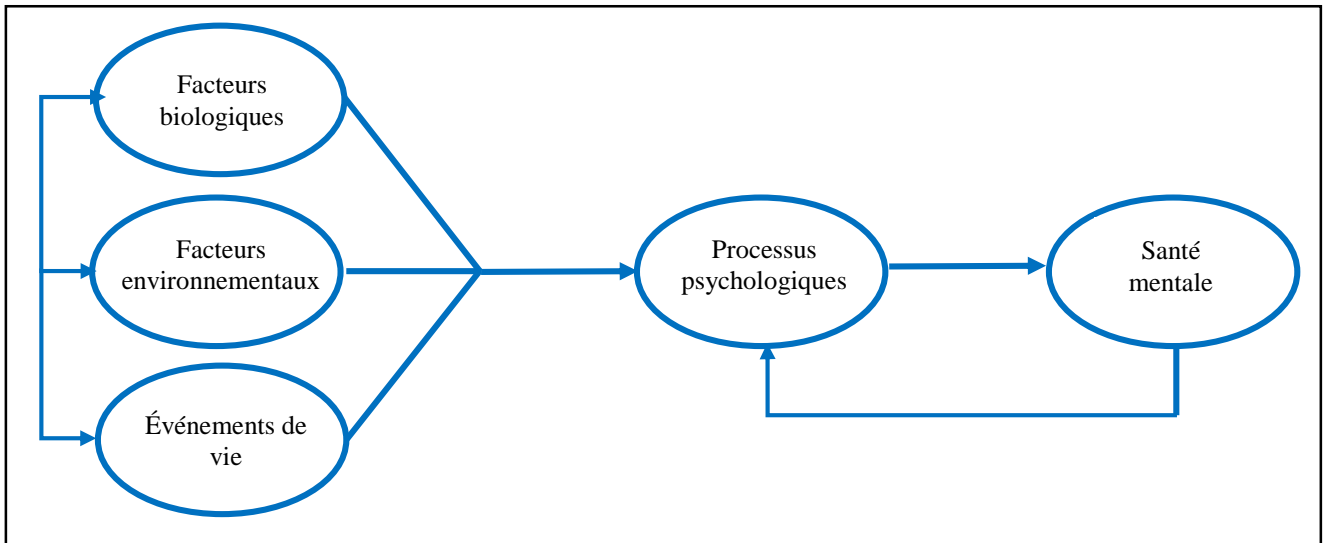 Facteurs
biologiques
Facteurs
environnementaux
Événements de
vie
Processus
psychologiques
Santé
mentale